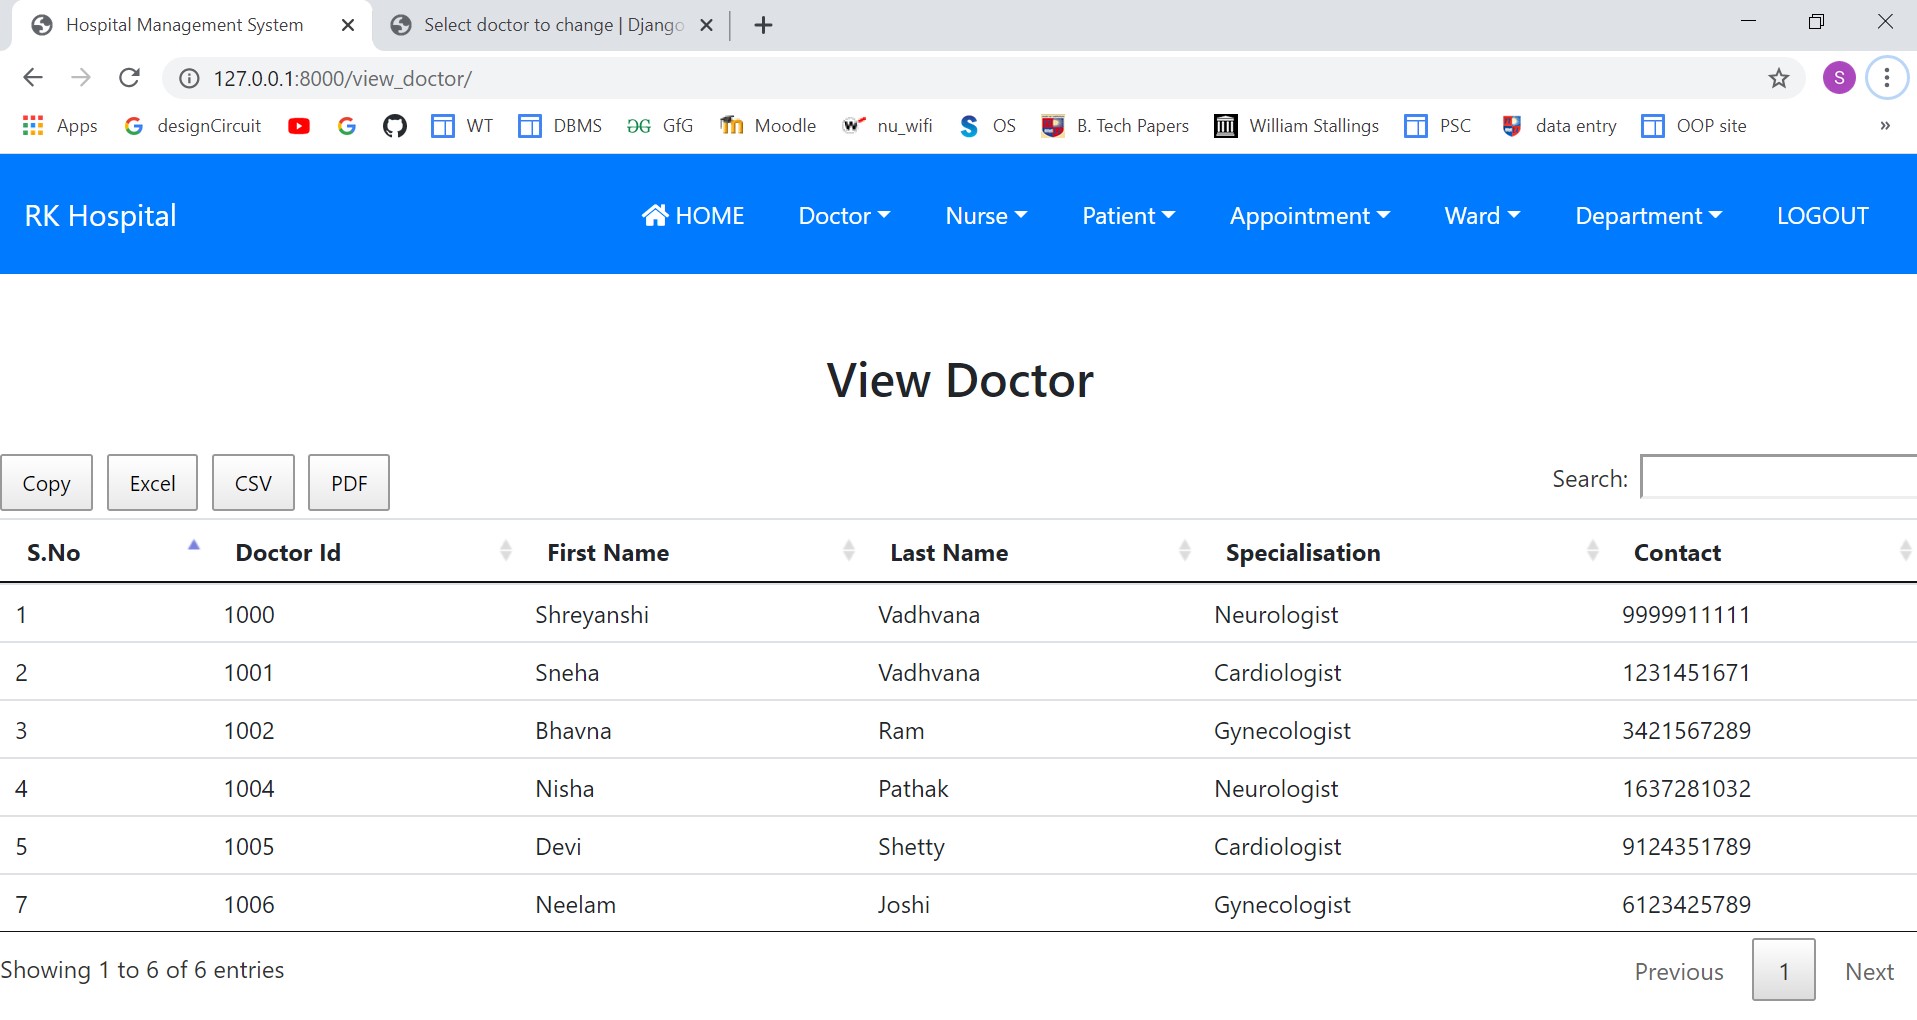 Hospital Management System Select doctor to change | Django
127.0.0.1:8000/view_doctor/ S
Apps designCircuit WT DBMS GfG Moodle nu_wifi OS B. Tech Papers William Stallings PSC data entry OOP site »
RK Hospital HOME Doctor Nurse Patient Appointment Ward Department LOGOUT
View Doctor
Copy Excel CSV PDF Search:
S.No Doctor Id First Name Last Name Specialisation Contact
1 1000 Shreyanshi Vadhvana Neurologist 9999911111
2 1001 Sneha Vadhvana Cardiologist 1231451671
3 1002 Bhavna Ram Gynecologist 3421567289
4 1004 Nisha Pathak Neurologist 1637281032
5 1005 Devi Shetty Cardiologist 9124351789
7 1006 Neelam Joshi Gynecologist 6123425789
Showing 1 to 6 of 6 entries Previous 1 Next